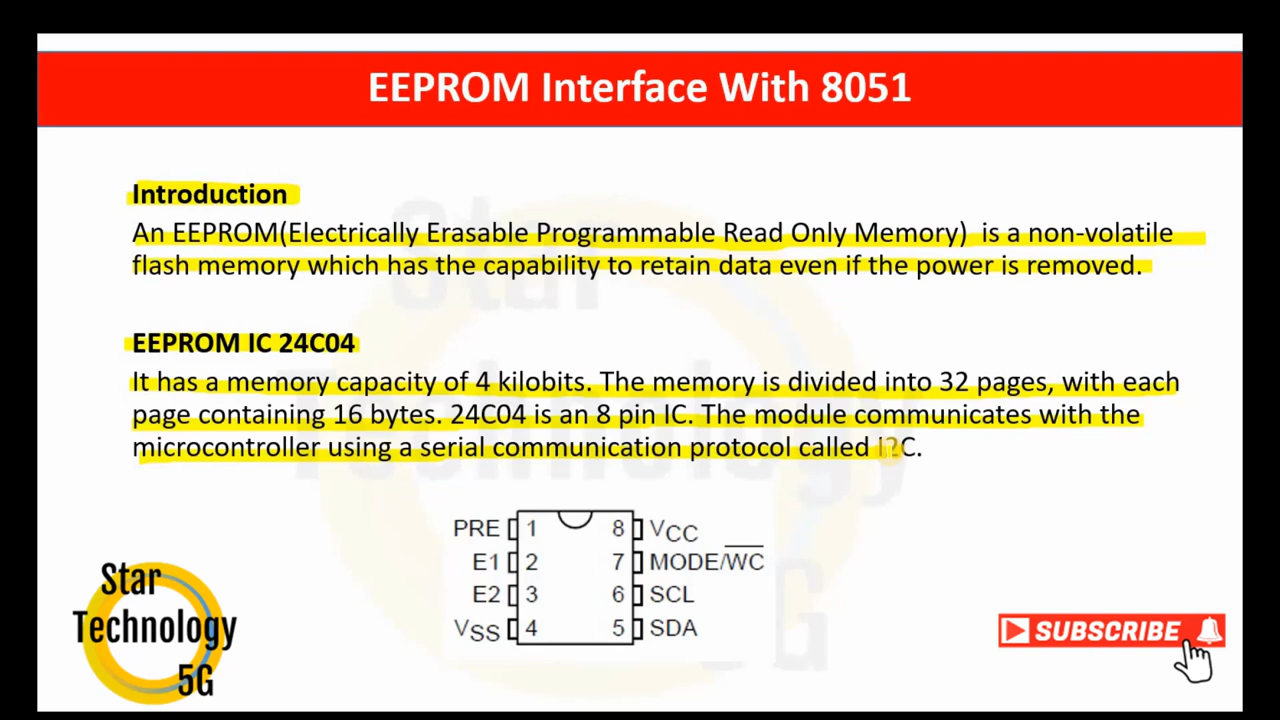 EEPROM Interface With 8051
Introduction
An EEPROM(Electrically Erasable Programmable Read Only Memory) is a non-volatile
flash memory which has the capability to retain data even if the power is removed.
EEPROM IC 24C04
It has a memory capacity of 4 kilobits. The memory is divided into 32 pages, with each
page containing 16 bytes. 24C04 is an 8 pin IC. The module communicates with the
microcontroller using a serial communication protocol called I2C.
PRE 1 8 VCC
E1 2 7 MODE/WC
E2 3 6 SCL
VSS 4 5 SDA
Star
Technology
5G
SUBSCRIBE
Star
Technology
5G